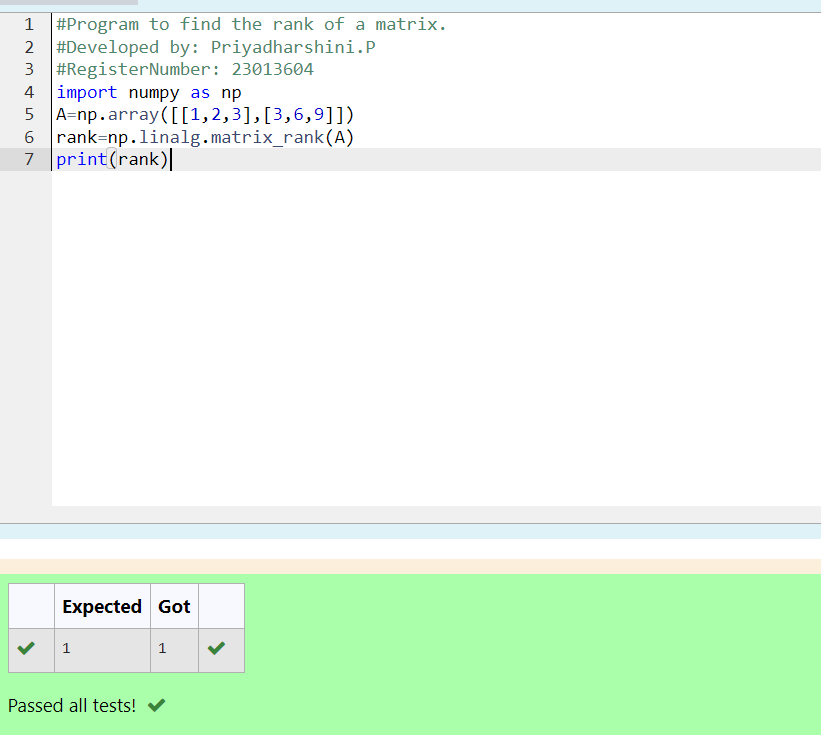 1 #Program to find the rank of a matrix.
2 #Developed by: Priyadharshini.P
3 #RegisterNumber: 23013604
4 import numpy as np
5 A=np.array([[1,2,3],[3,6,9]])
6 rank=np.linalg.matrix_rank(A)
7 print(rank)
Expected Got
1 1
Passed all tests!